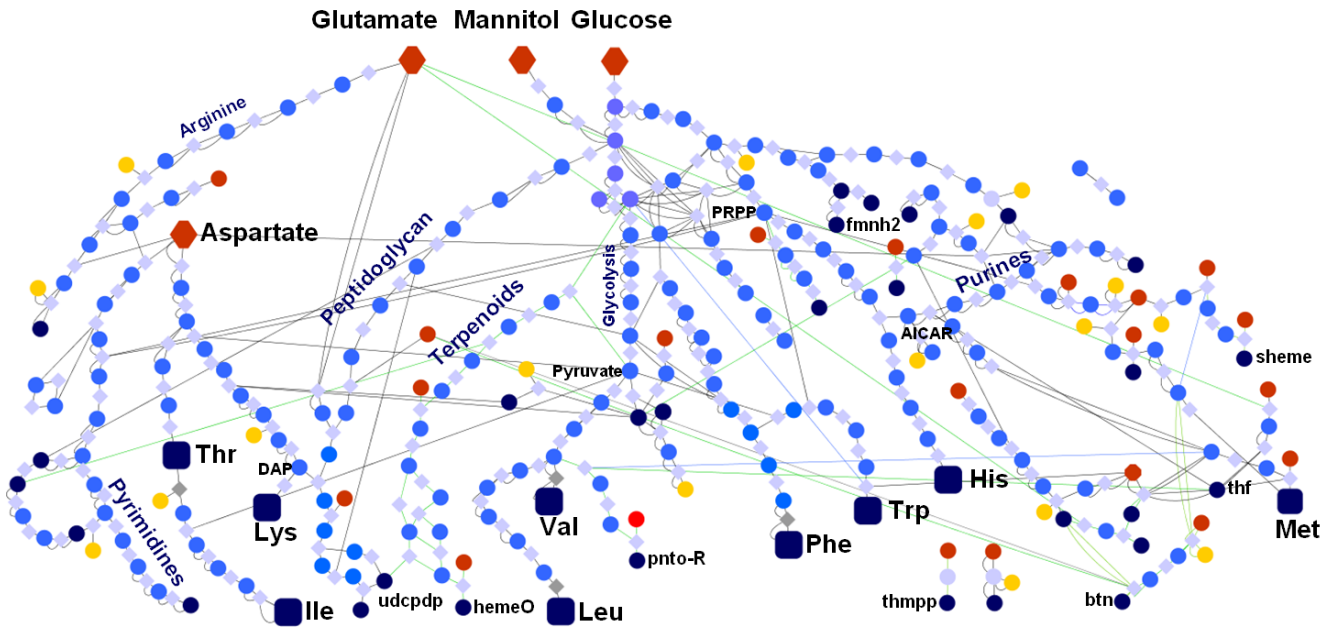 Glutamate Mannitol Glucose
Arginine
Aspartate
PRPP
fmnh2
Peptidoglycan
Glycolysis
Purines
Terpenoids
AICAR
sheme
Pyruvate
Thr
DAP
His
thf
Pyrimidines
Lys
Val
Trp
Met
Phe
pnto-R
udcpdp
hemeO
thmpp
btn
Ile
Leu